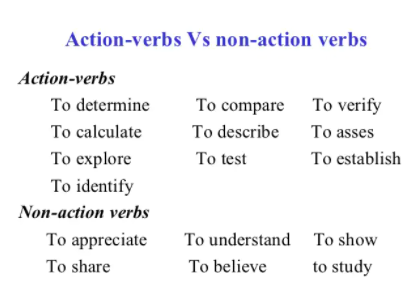 Action-verbs Vs non-action verbs
Action-verbs
To determine To compare To verify
To calculate To describe To asses
To explore To test To establish
To identify
Non-action verbs
To appreciate To understand To show
To share To believe to study